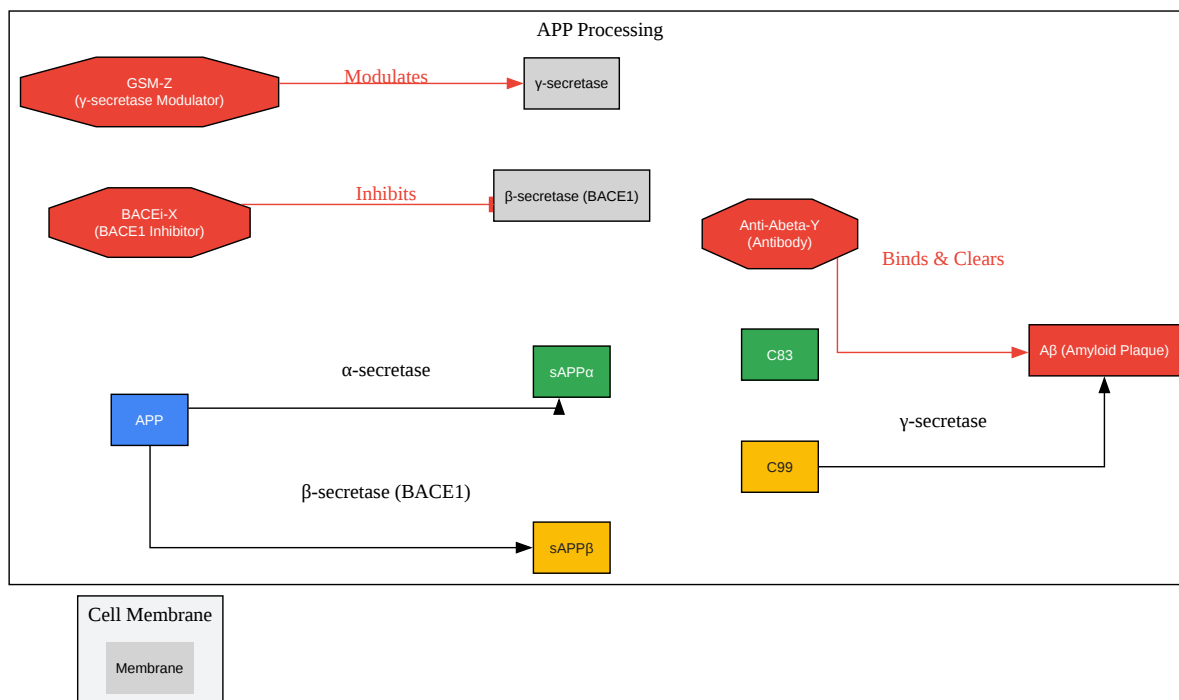 APP Processing
GSM-Z
(γ-secretase Modulator)
Modulates
γ-secretase
BACEi-X
(BACE1 Inhibitor)
Inhibits
β-secretase (BACE1)
Anti-Abeta-Y
(Antibody)
Binds & Clears
C83
Aβ (Amyloid Plaque)
α-secretase
sAPPα
APP
γ-secretase
C99
β-secretase (BACE1)
sAPPβ
Cell Membrane
Membrane